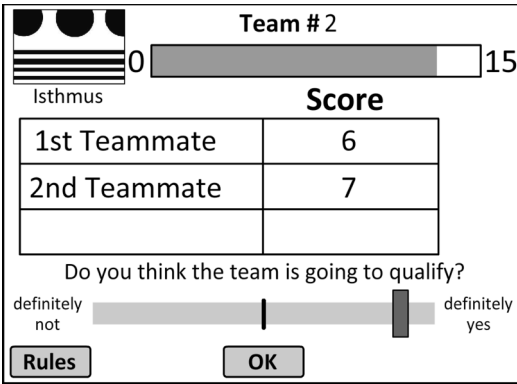 Team # 2
0
15
Isthmus
Score
1st Teammate 6
2nd Teammate 7
Do you think the team is going to qualify?
definitely not
definitely yes
Rules
OK